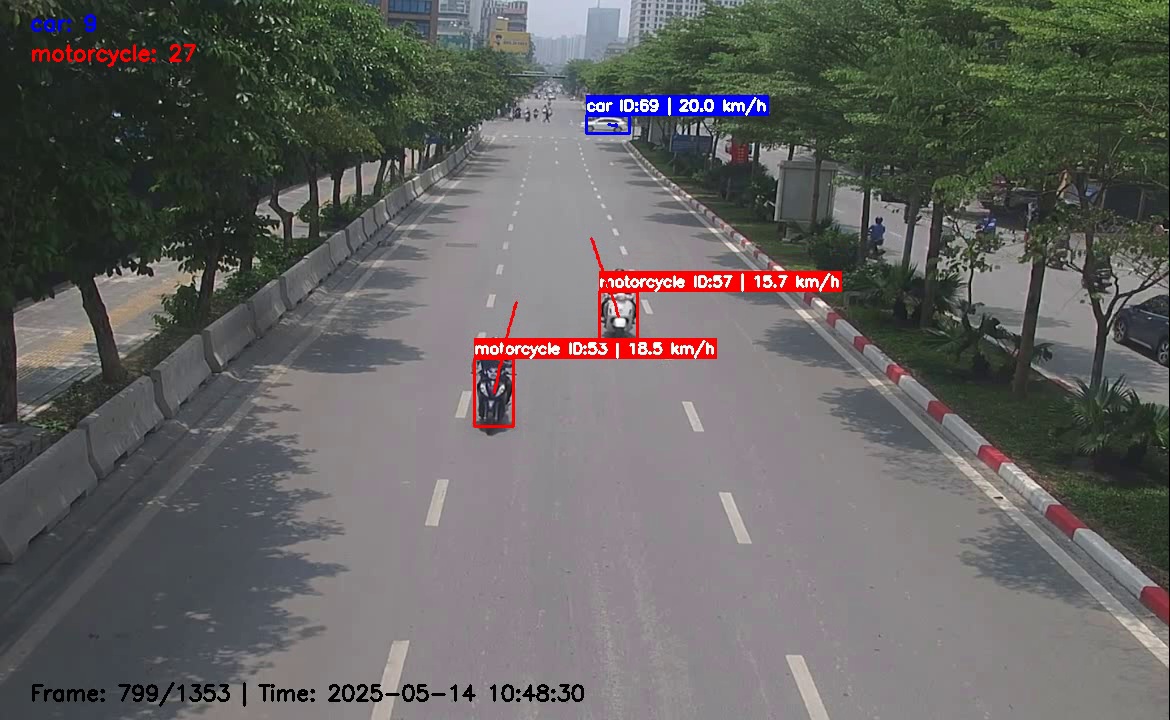 car: 9
motorcycle: 27
car ID:69 | 20.0 km/h
motorcycle ID:57 | 15.7 km/h
motorcycle ID:53 | 18.5 km/h
Frame: 799/1353 | Time: 2025-05-14 10:48:30